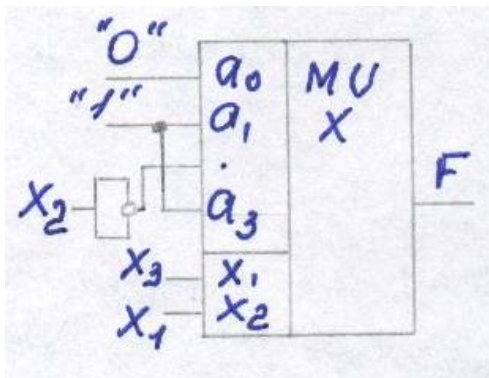 "0"
a0 MU
"1" a1 X
.
F
X2 a3
X3 X1
X1 X2